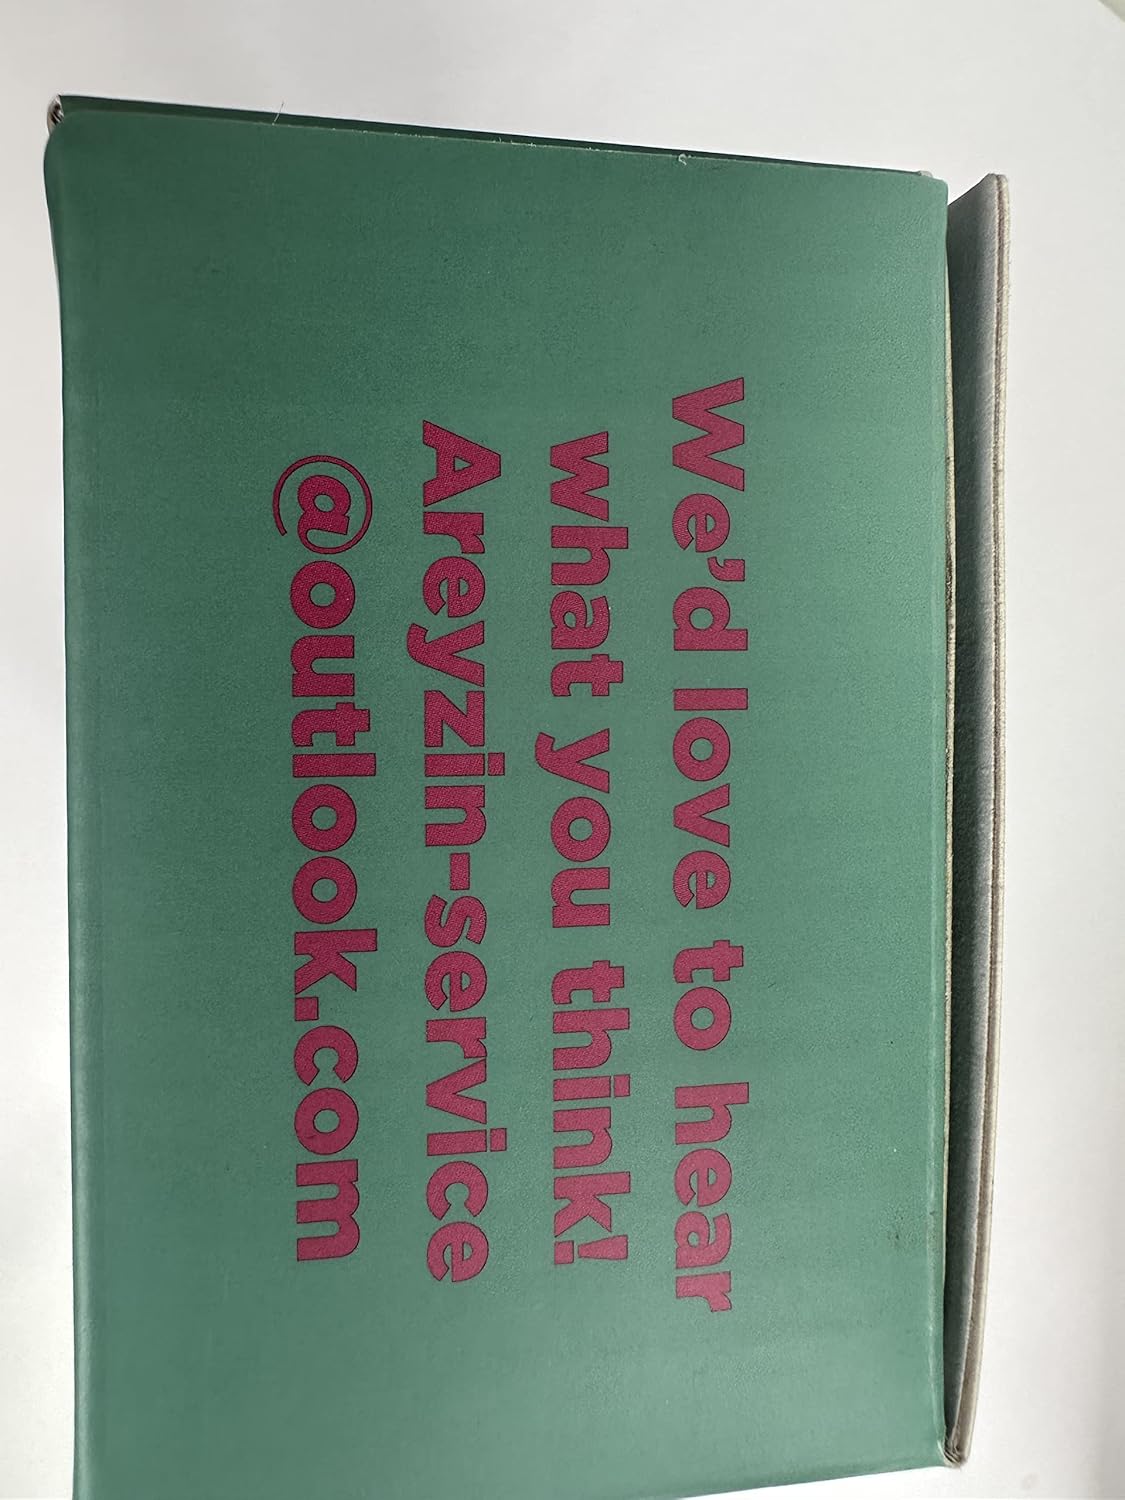 We'd love to hear
what you think!
Areyzin-service
@outlook.com